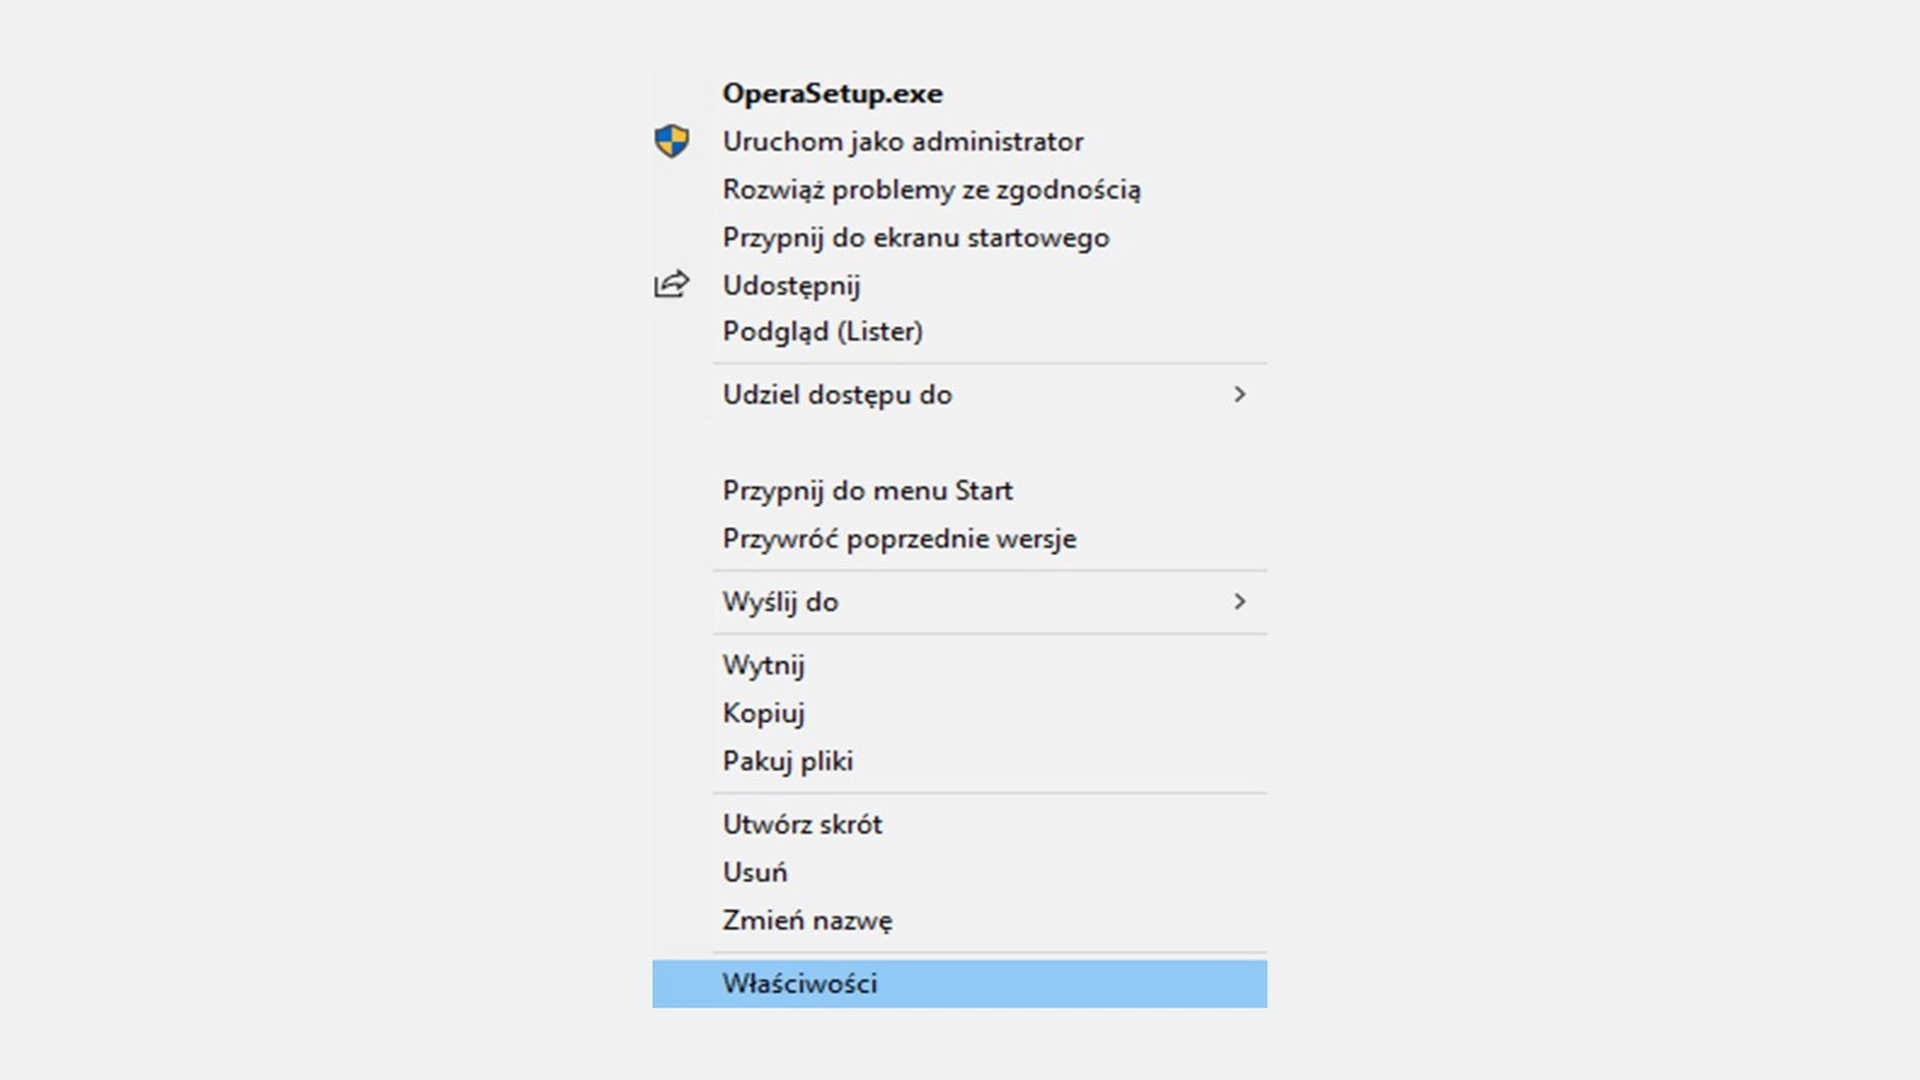 OperaSetup.exe
Uruchom jako administrator
Rozwiąż problemy ze zgodnością
Przypnij do ekranu startowego
Udostępnij
Podgląd (Lister)
Udziel dostępu do
Przypnij do menu Start
Przywróć poprzednie wersje
Wyślij do
Wytnij
Kopiuj
Pakuj pliki
Utwórz skrót
Usuń
Zmień nazwę
Właściwości